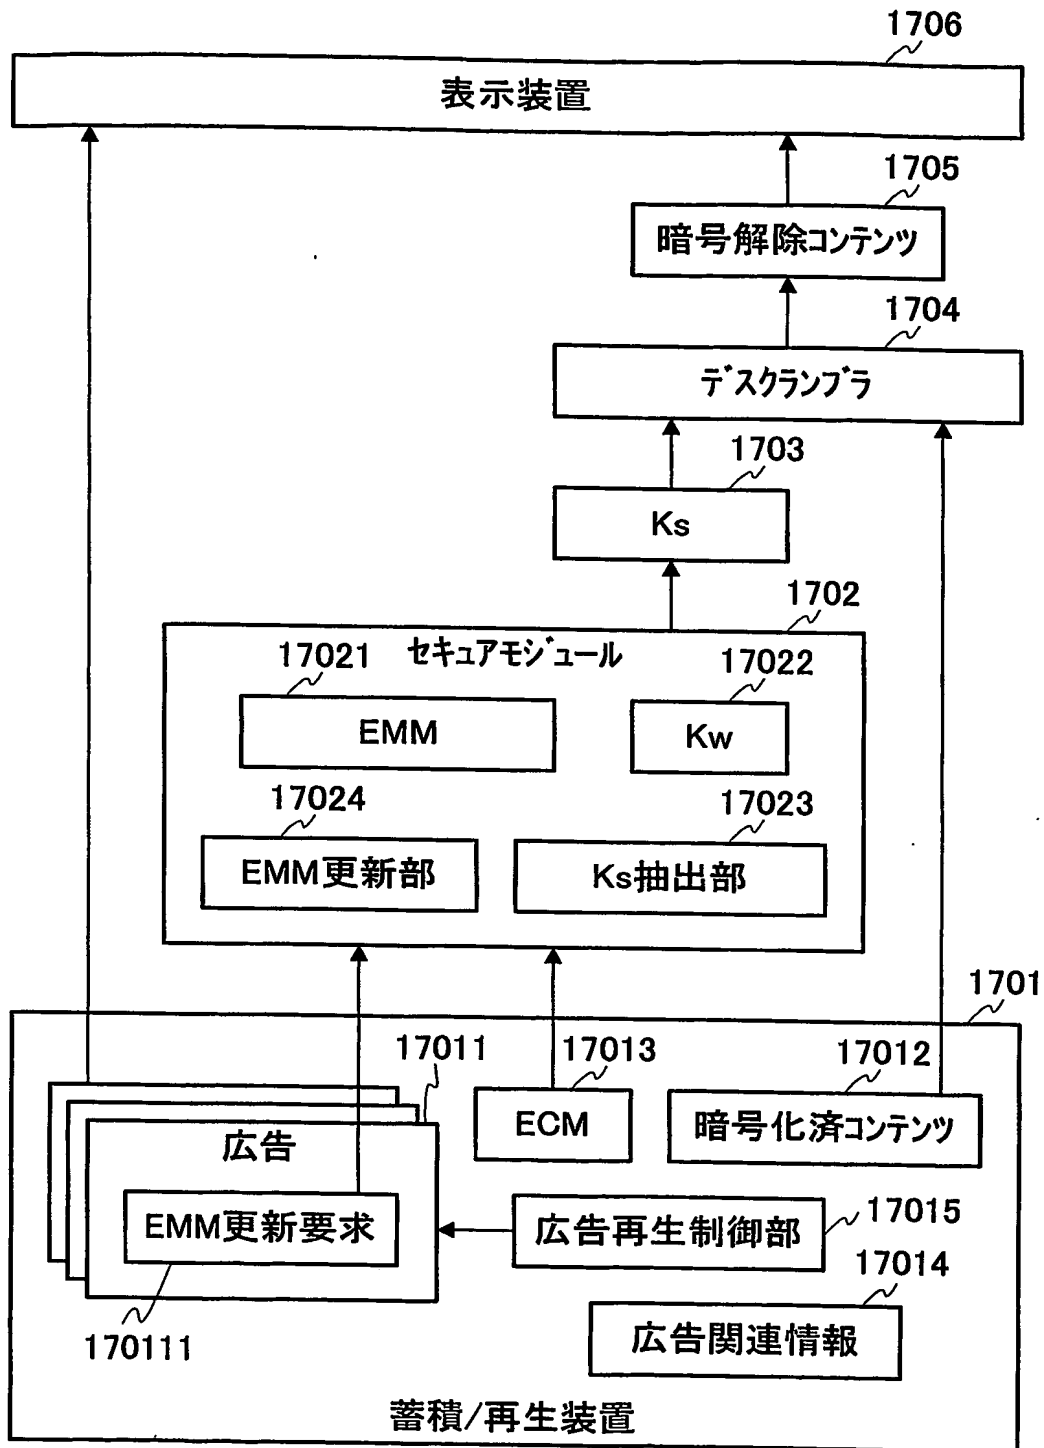 1706
表示装置
1705
暗号解除コンテンツ
1704
デスクランブラ
1703
Ks
1702
セキュアモジュール
17021
17022
EMM
Kw
17024
17023
EMM更新部
Ks抽出部
1701
17011
17013
17012
広告
ECM
暗号化済コンテンツ
EMM更新要求
広告再生制御部
17015
17014
170111
広告関連情報
蓄積/再生装置